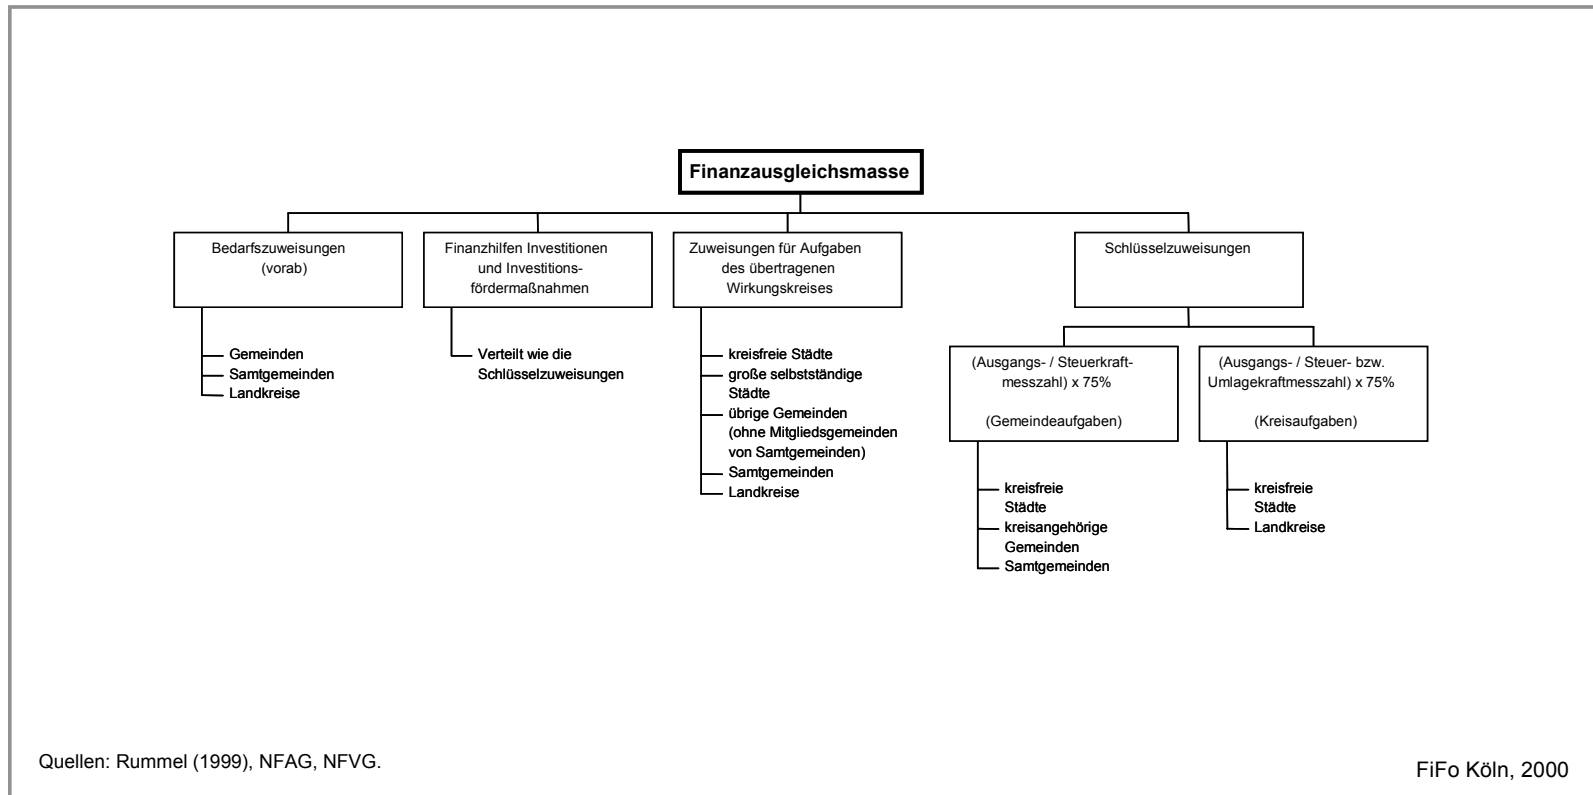 Finanzausgleichsmasse
Bedarfszuweisungen
(vorab)
Gemeinden
Samtgemeinden
Landkreise
Finanzhilfen Investitionen
und Investitions-
fördermaßnahmen
Verteilt wie die
Schlüsselzuweisungen
Zuweisungen für Aufgaben
des übertragenen
Wirkungskreises
kreisfreie Städte
große selbstständige
Städte
übrige Gemeinden
(ohne Mitgliedsgemeinden
von Samtgemeinden)
Samtgemeinden
Landkreise
Schlüsselzuweisungen
(Ausgangs- / Steuerkraft-
messzahl) x 75%
(Gemeindeaufgaben)
kreisfreie
Städte
kreisangehörige
Gemeinden
Samtgemeinden
(Ausgangs- / Steuer- bzw.
Umlagekraftmesszahl) x 75%
(Kreisaufgaben)
kreisfreie
Städte
Landkreise
Quellen: Rummel (1999), NFAG, NFVG.
FiFo Köln, 2000